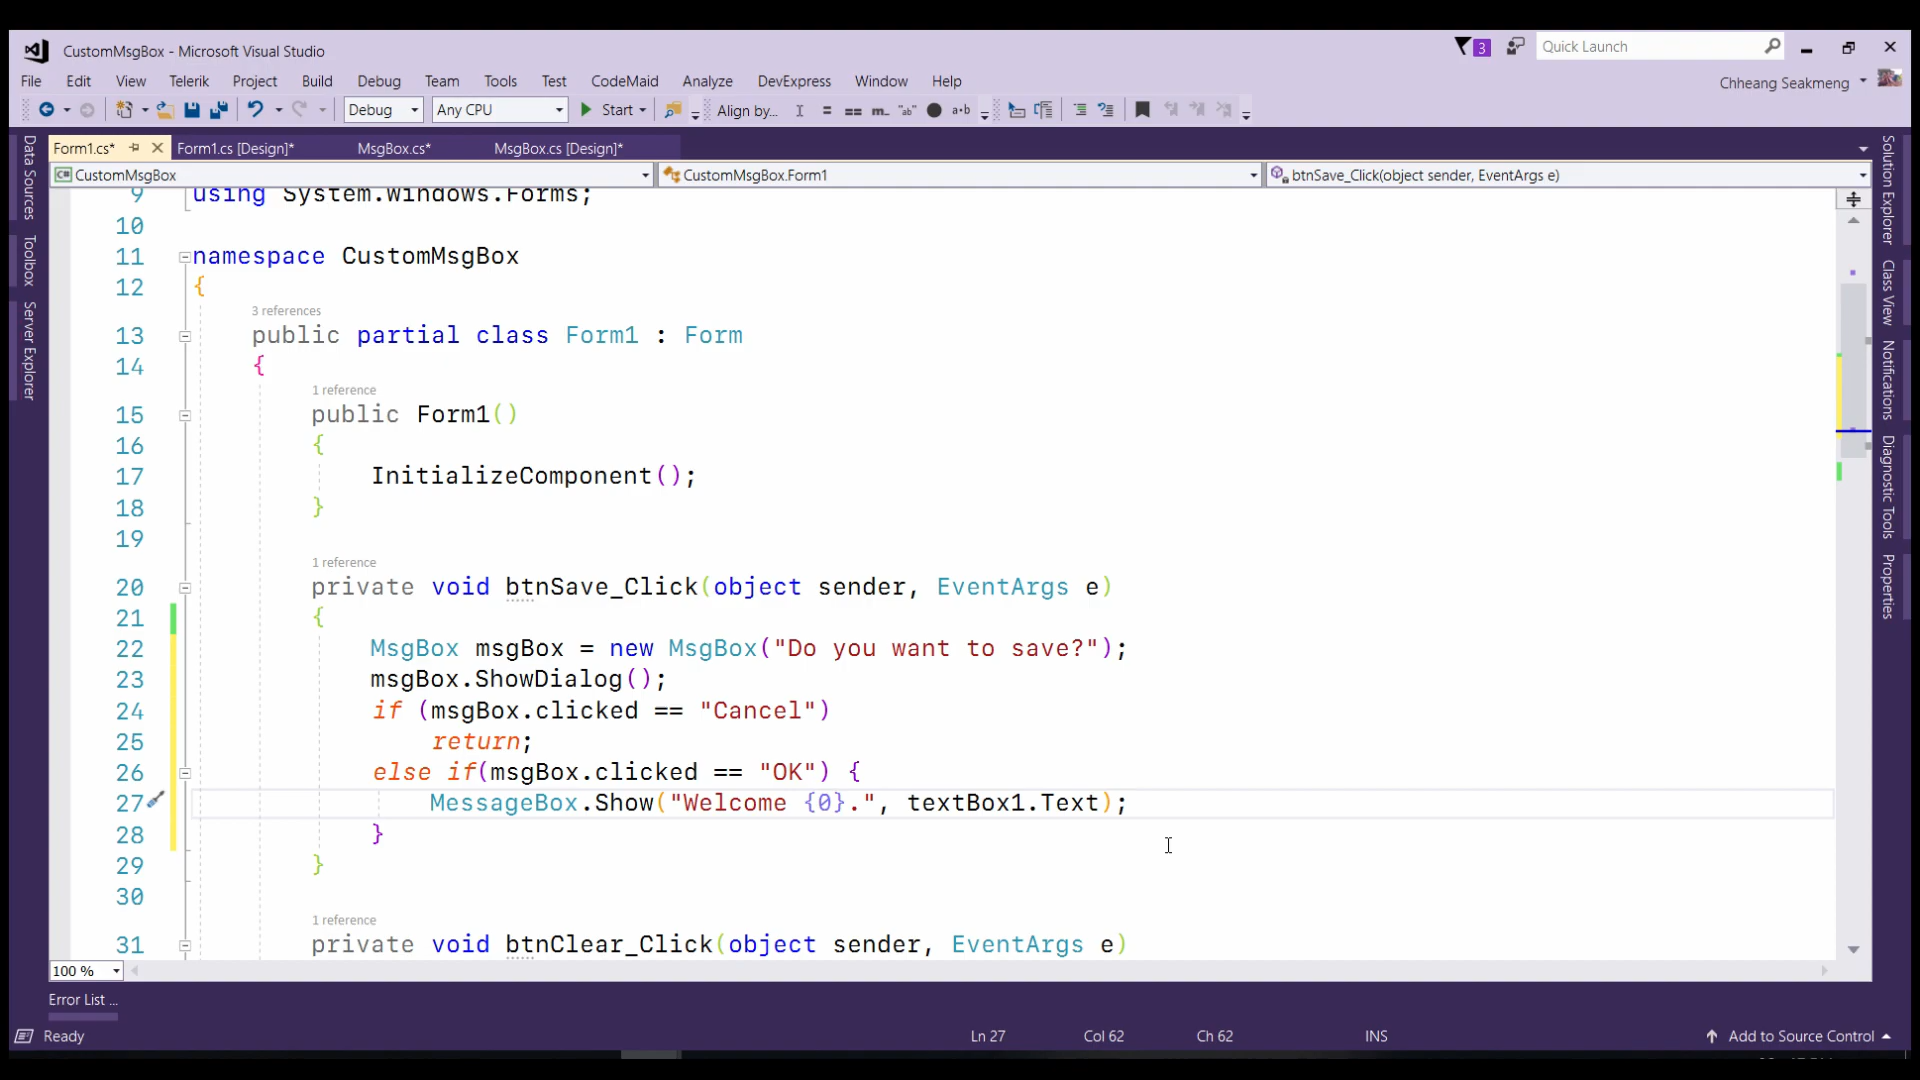 CustomMsgBox - Microsoft Visual Studio
3
Quick Launch
File Edit View Telerik Project Build Debug Team Tools Test CodeMaid Analyze DevExpress Window Help
Chheang Seakmeng
Debug Any CPU Start Align by...
Form1.cs* Form1.cs [Design]* MsgBox.cs* MsgBox.cs [Design]*
CustomMsgBox CustomMsgBox.Form1 btnSave_Click(object sender, EventArgs e)
Data Sources
Toolbox
Server Explorer
9 using System.Windows.Forms;
10
11 namespace CustomMsgBox
12 {
3 references
13 public partial class Form1 : Form
14 {
1 reference
15 public Form1()
16 {
17 InitializeComponent();
18 }
19
1 reference
20 private void btnSave_Click(object sender, EventArgs e)
21 {
22 MsgBox msgBox = new MsgBox("Do you want to save?");
23 msgBox.ShowDialog();
24 if (msgBox.clicked == "Cancel")
25 return;
26 else if(msgBox.clicked == "OK") {
27 MessageBox.Show("Welcome {0}.", textBox1.Text);
28 }
29 }
30
1 reference
31 private void btnClear_Click(object sender, EventArgs e)
Solution Explorer
Class View
Notifications
Diagnostic Tools
Properties
100 %
Error List ...
Ready Ln 27 Col 62 Ch 62 INS Add to Source Control